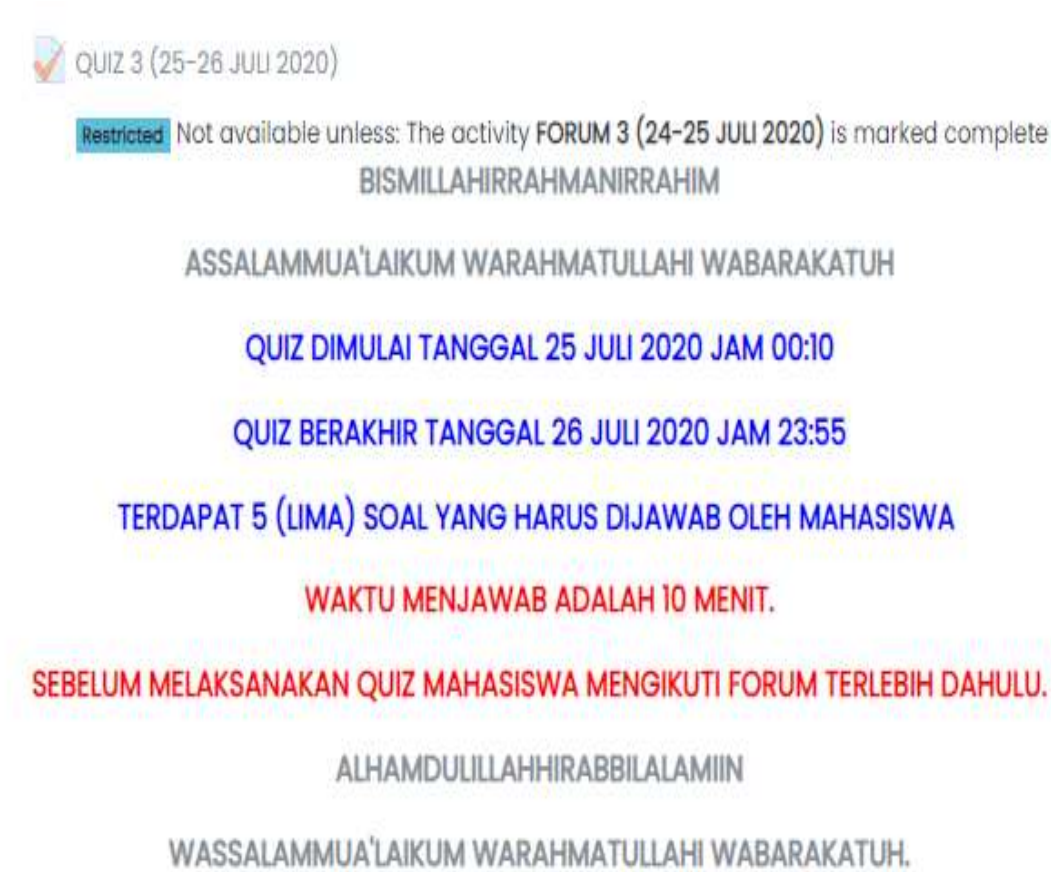 QUIZ 3 (25-26 JULI 2020)
Restricted Not available unless: The activity FORUM 3 (24-25 JULI 2020) is marked complete
BISMILLAHIRRAHMANIRRAHIM
ASSALAMMUA'LAIKUM WARAHMATULLAHI WABARAKATUH
QUIZ DIMULAI TANGGAL 25 JULI 2020 JAM 00:10
QUIZ BERAKHIR TANGGAL 26 JULI 2020 JAM 23:55
TERDAPAT 5 (LIMA) SOAL YANG HARUS DIJAWAB OLEH MAHASISWA
WAKTU MENJAWAB ADALAH 10 MENIT.
SEBELUM MELAKSANAKAN QUIZ MAHASISWA MENGIKUTI FORUM TERLEBIH DAHULU.
ALHAMDULILLAHHIRABBILALAMIIN
WASSALAMMUA'LAIKUM WARAHMATULLAHI WABARAKATUH.